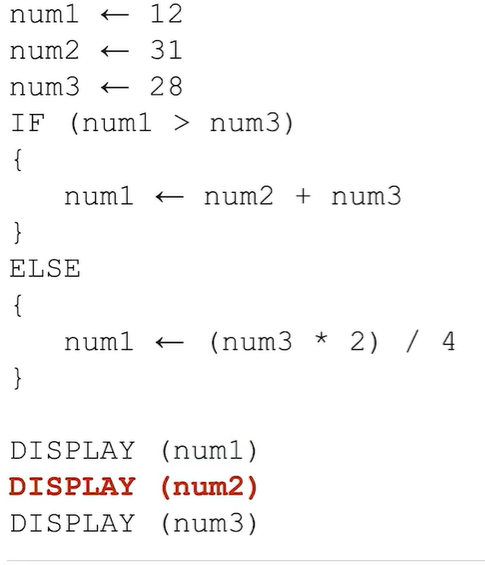 num1 ← 12
num2 ← 31
num3 ← 28
IF (num1 > num3)
{
   num1 ← num2 + num3
}
ELSE
{
   num1 ← (num3 * 2) / 4
}

DISPLAY (num1)
DISPLAY (num2)
DISPLAY (num3)